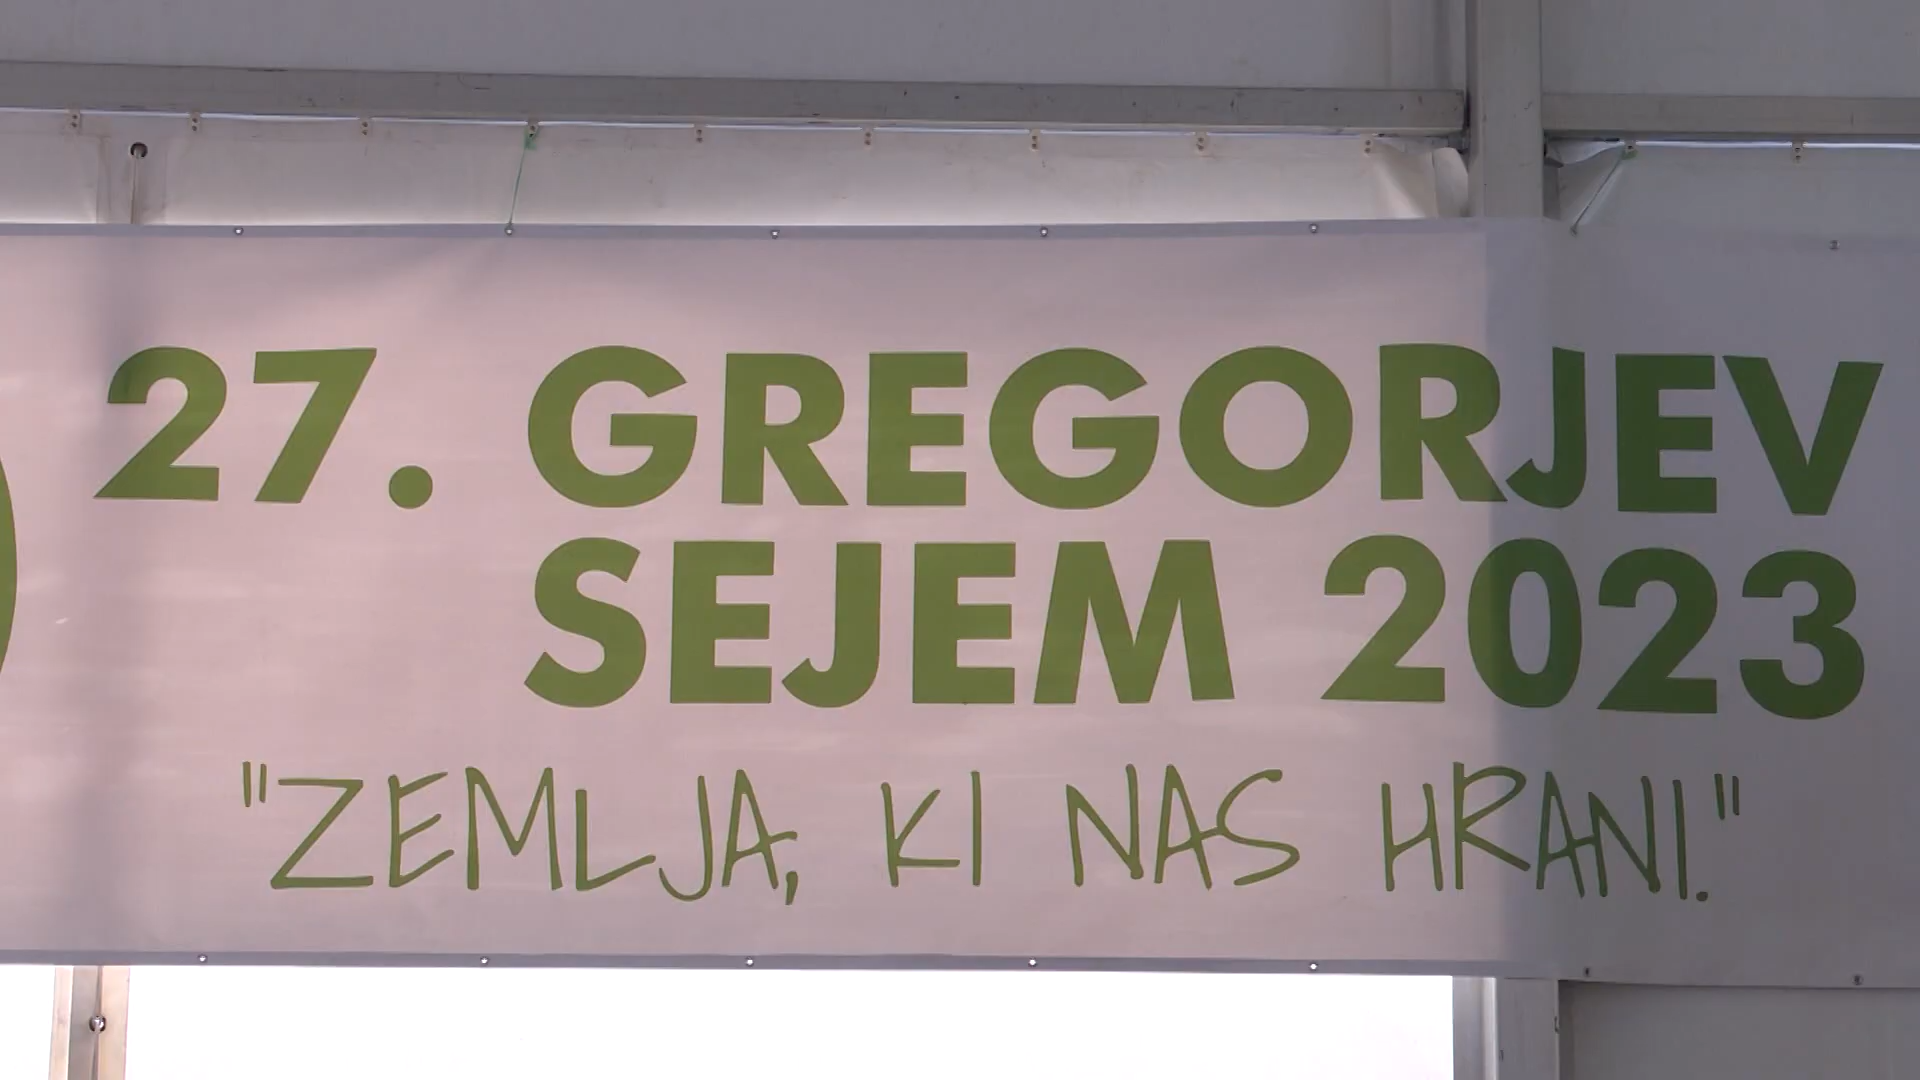 27. GREGORJEV
SEJEM 2023
"ZEMLJA, KI NAS HRANI."